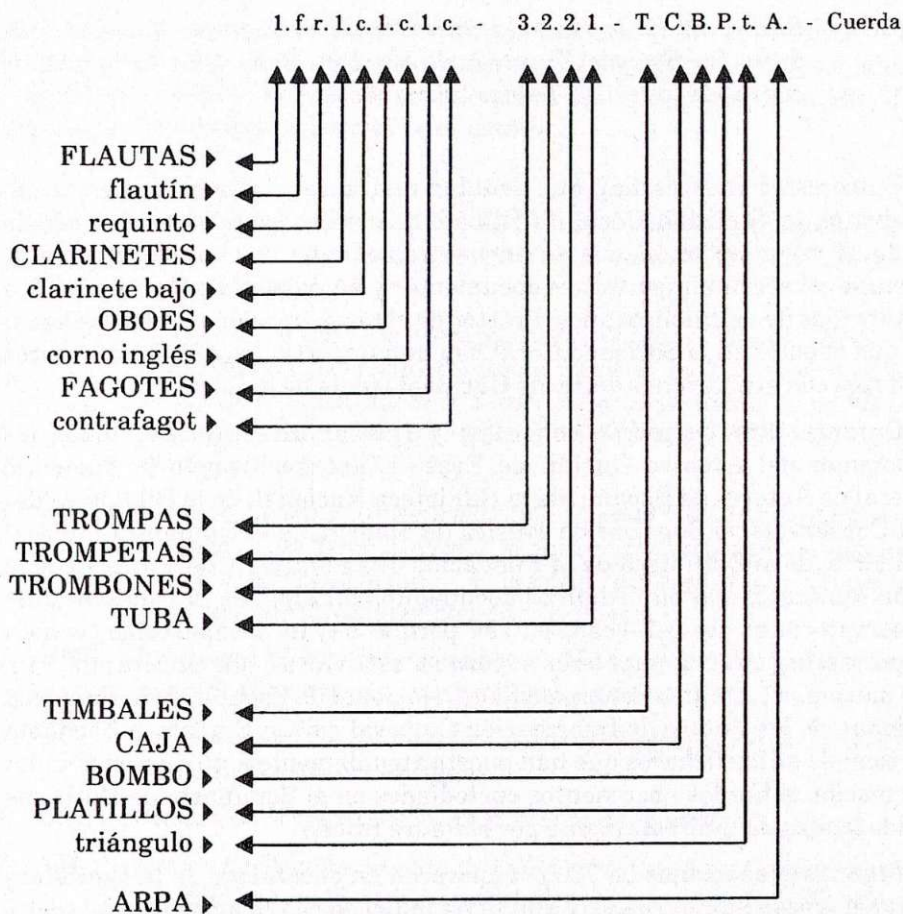 1. f. r. 1. c. 1. c. 1. c. - 3. 2. 2. 1. - T. C. B. P. t. A. - Cuerda
FLAUTAS
flautín
requinto
CLARINETES
clarinete bajo
OBOES
corno inglés
FAGOTES
contrafagot
TROMPAS
TROMPETAS
TROMBONES
TUBA
TIMBALES
CAJA
BOMBO
PLATILLOS
triángulo
ARPA